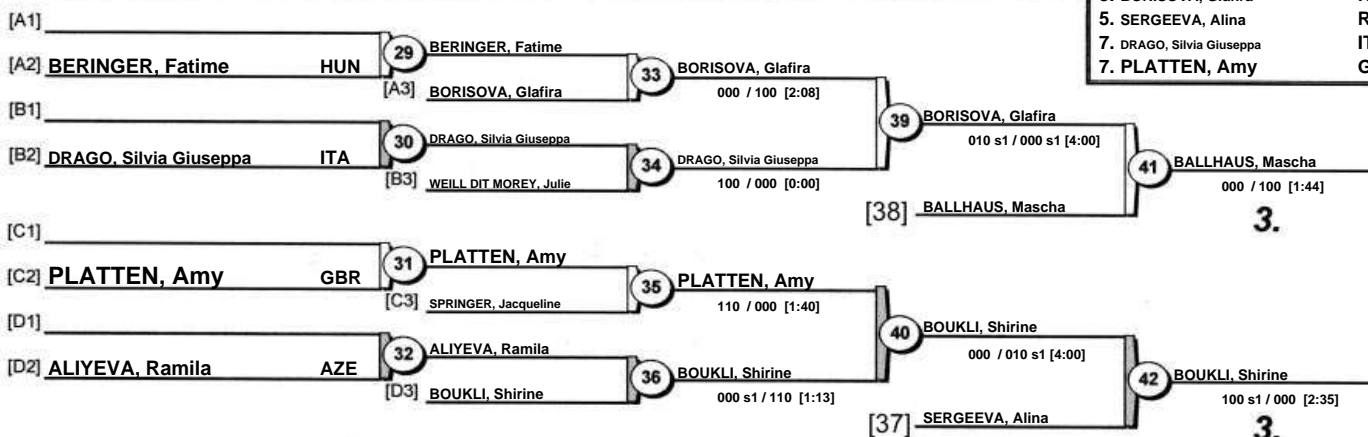 5. SERGEEVA, Alina R
7. DRAGO, Silvia Giuseppa IT
7. PLATTEN, Amy G
[A1]
[A2] BERINGER, Fatime HUN
29
BERINGER, Fatime
[A3] BORISOVA, Glafira
33
BORISOVA, Glafira
000 / 100 [2:08]
[B1]
[B2] DRAGO, Silvia Giuseppa ITA
30
DRAGO, Silvia Giuseppa
[B3] WEILL DIT MOREY, Julie
34
DRAGO, Silvia Giuseppa
100 / 000 [0:00]
39
BORISOVA, Glafira
010 s1 / 000 s1 [4:00]
[38] BALLHAUS, Mascha
41
BALLHAUS, Mascha
000 / 100 [1:44]
3.
[C1]
[C2] PLATTEN, Amy GBR
31
PLATTEN, Amy
[C3] SPRINGER, Jacqueline
35
PLATTEN, Amy
110 / 000 [1:40]
[D1]
[D2] ALIYEVA, Ramila AZE
32
ALIYEVA, Ramila
[D3] BOUKLI, Shirine
36
BOUKLI, Shirine
000 s1 / 110 [1:13]
40
BOUKLI, Shirine
000 / 010 s1 [4:00]
[37] SERGEEVA, Alina
42
BOUKLI, Shirine
100 s1 / 000 [2:35]
3.